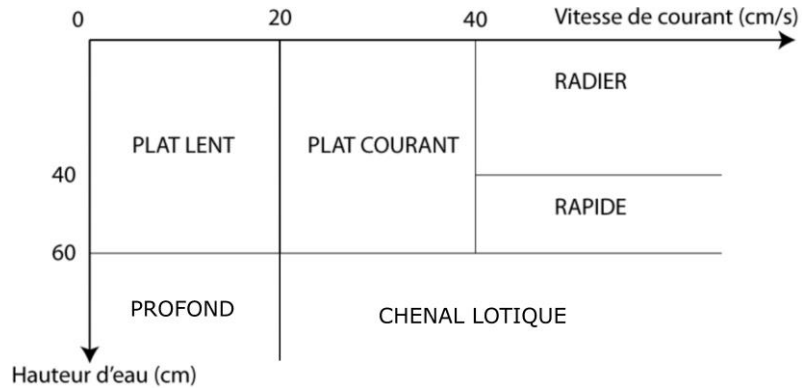 0 20 40 Vitesse de courant (cm/s)
RADIER
PLAT LENT PLAT COURANT
40
RAPIDE
60
PROFOND CHENAL LOTIQUE
Hauteur d'eau (cm)